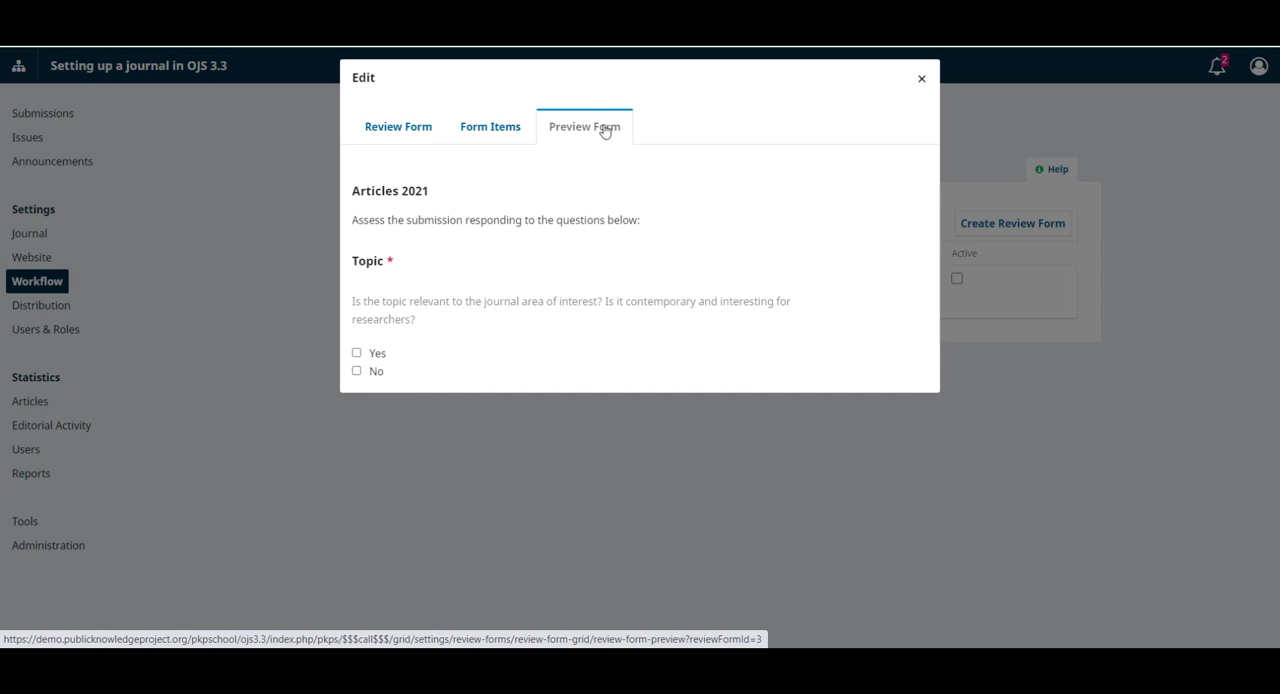 Setting up a journal in OJS 3.3
2
Submissions
Issues
Announcements
Settings
Journal
Website
Workflow
Distribution
Users & Roles
Statistics
Articles
Editorial Activity
Users
Reports
Tools
Administration
Edit
×
Review Form
Form Items
Preview Form
Articles 2021
Assess the submission responding to the questions below:
Topic *
Is the topic relevant to the journal area of interest? Is it contemporary and interesting for
researchers?
Yes
No
Help
Create Review Form
Active
https://demo.publicknowledgeproject.org/pkpschool/ojs3.3/index.php/pkps/$$$call$$$/grid/settings/review-forms/review-form-grid/review-form-preview?reviewFormId=3